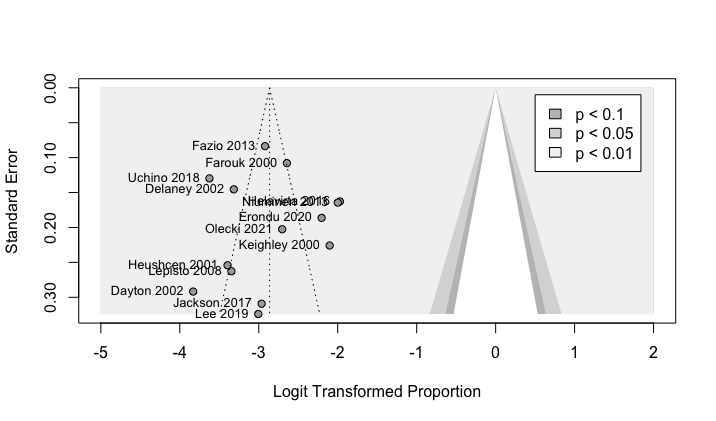 Standard Error
0.00
0.10
0.20
0.30
p < 0.1
p < 0.05
p < 0.01
Fazio 2013
Farouk 2000
Uchino 2018
Delaney 2002
2016
Erondu 2020
Olecki 2021
Keighley 2000
Heushcen 2001
Lepisto 2008
Dayton 2002
Jackson 2017
Lee 2019
-5 -4 -3 -2 -1 0 1 2
Logit Transformed Proportion